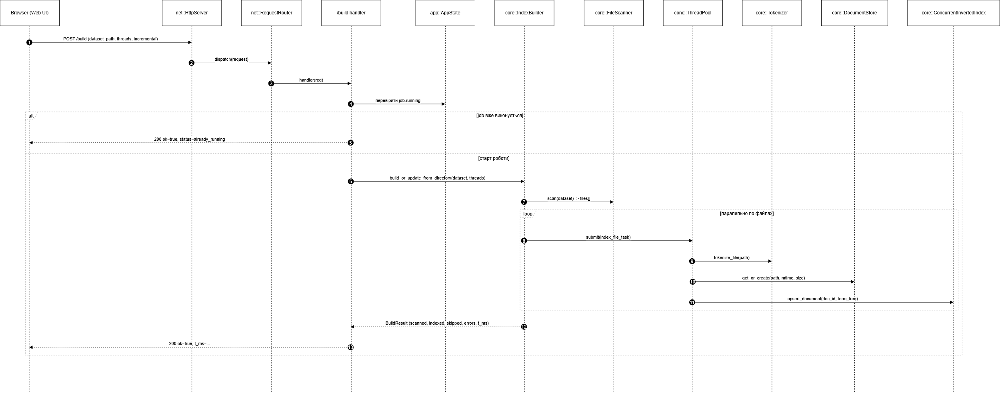 Browser (Web UI)
net::HttpServer
net::RequestRouter
/build handler
app::AppState
core::IndexBuilder
core::FileScanner
conc::ThreadPool
core::Tokenizer
core::DocumentStore
core::ConcurrentInvertedIndex
1
POST /build (dataset_path, threads, incremental)
2
dispatch(request)
3
handler(req)
4
перевірити job.running
alt
[job вже виконується]
200 ok=true, status=already_running
5
[старт роботи]
6
build_or_update_from_directory(dataset, threads)
7
scan(dataset) -> files[]
loop
[паралельно по файлах]
8
submit(index_file_task)
9
tokenize_file(path)
10
get_or_create(path, mtime, size)
11
upsert_document(doc_id, term_freq)
BuildResult (scanned, indexed, skipped, errors, t_ms)
12
200 ok=true, t_ms=...
13